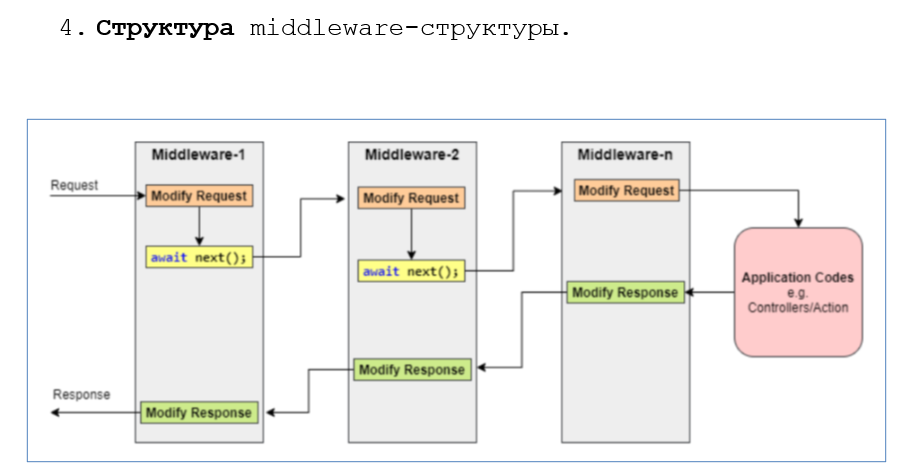 4. Структура middleware-структуры.
Middleware-1
Middleware-2
Middleware-n
Request
Modify Request
Modify Request
Modify Request
await next();
await next();
Application Codes
e.g.
Controllers/Action
Modify Response
Modify Response
Response
Modify Response